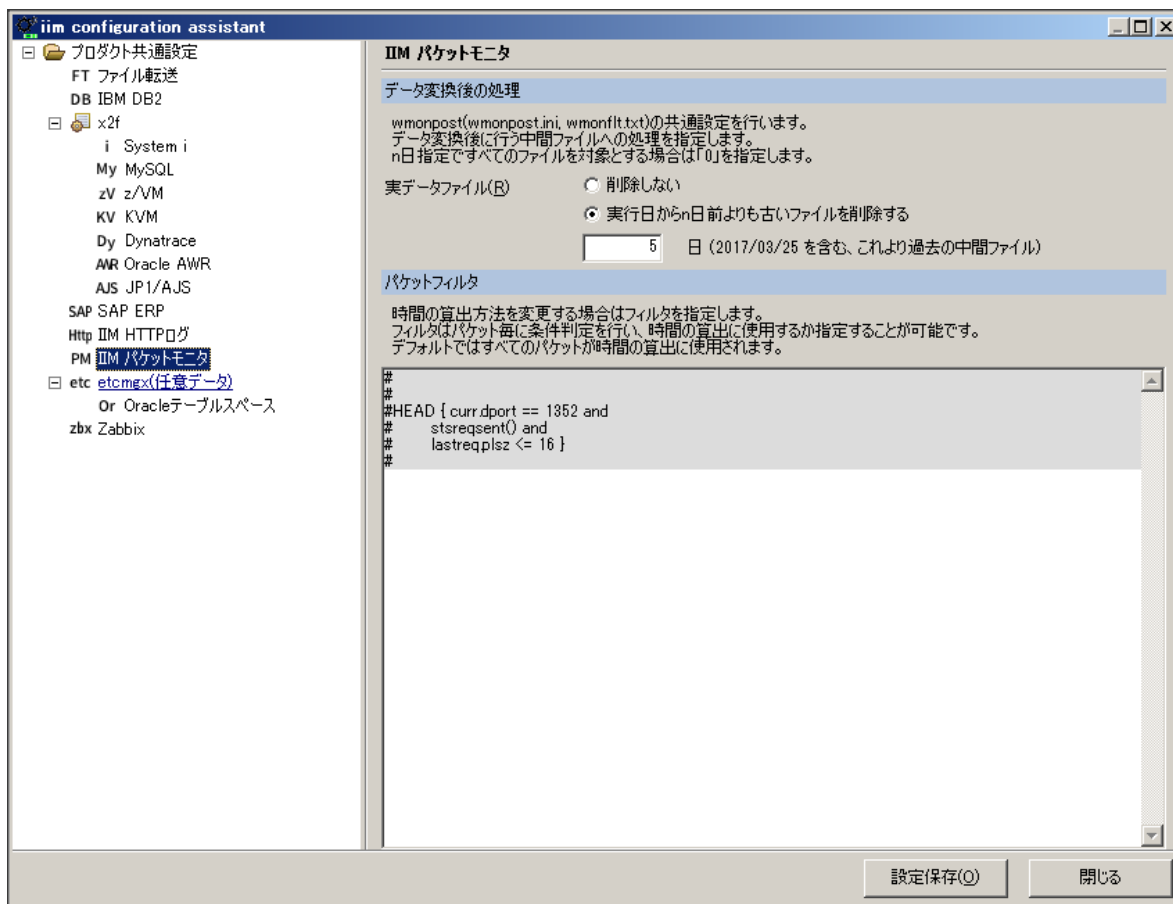 iim configuration assistant
プロダクト共通設定
FT ファイル転送
DB IBM DB2
x2f
i System i
My MySQL
zV z/VM
KV KVM
Dy Dynatrace
AWR Oracle AWR
AJS JP1/AJS
SAP SAP ERP
Http IIM HTTPログ
PM IIM パケットモニタ
etc etcmgx(任意データ)
Or Oracleテーブルスペース
zbx Zabbix
IIM パケットモニタ
データ変換後の処理
wmonpost(wmonpost.ini, wmonflt.txt)の共通設定を行います。
データ変換後に行う中間ファイルへの処理を指定します。
n日指定ですべてのファイルを対象とする場合は「0」を指定します。
実データファイル(R)
削除しない
実行日からn日前よりも古いファイルを削除する
5 日 (2017/03/25 を含む、これより過去の中間ファイル)
パケットフィルタ
時間の算出方法を変更する場合はフィルタを指定します。
フィルタはパケット毎に条件判定を行い、時間の算出に使用するか指定することが可能です。
デフォルトではすべてのパケットが時間の算出に使用されます。
#
#
#HEAD { curr.dport == 1352 and
# stsreqsent() and
# lastreq.plsz <= 16 }
#
設定保存(O)
閉じる